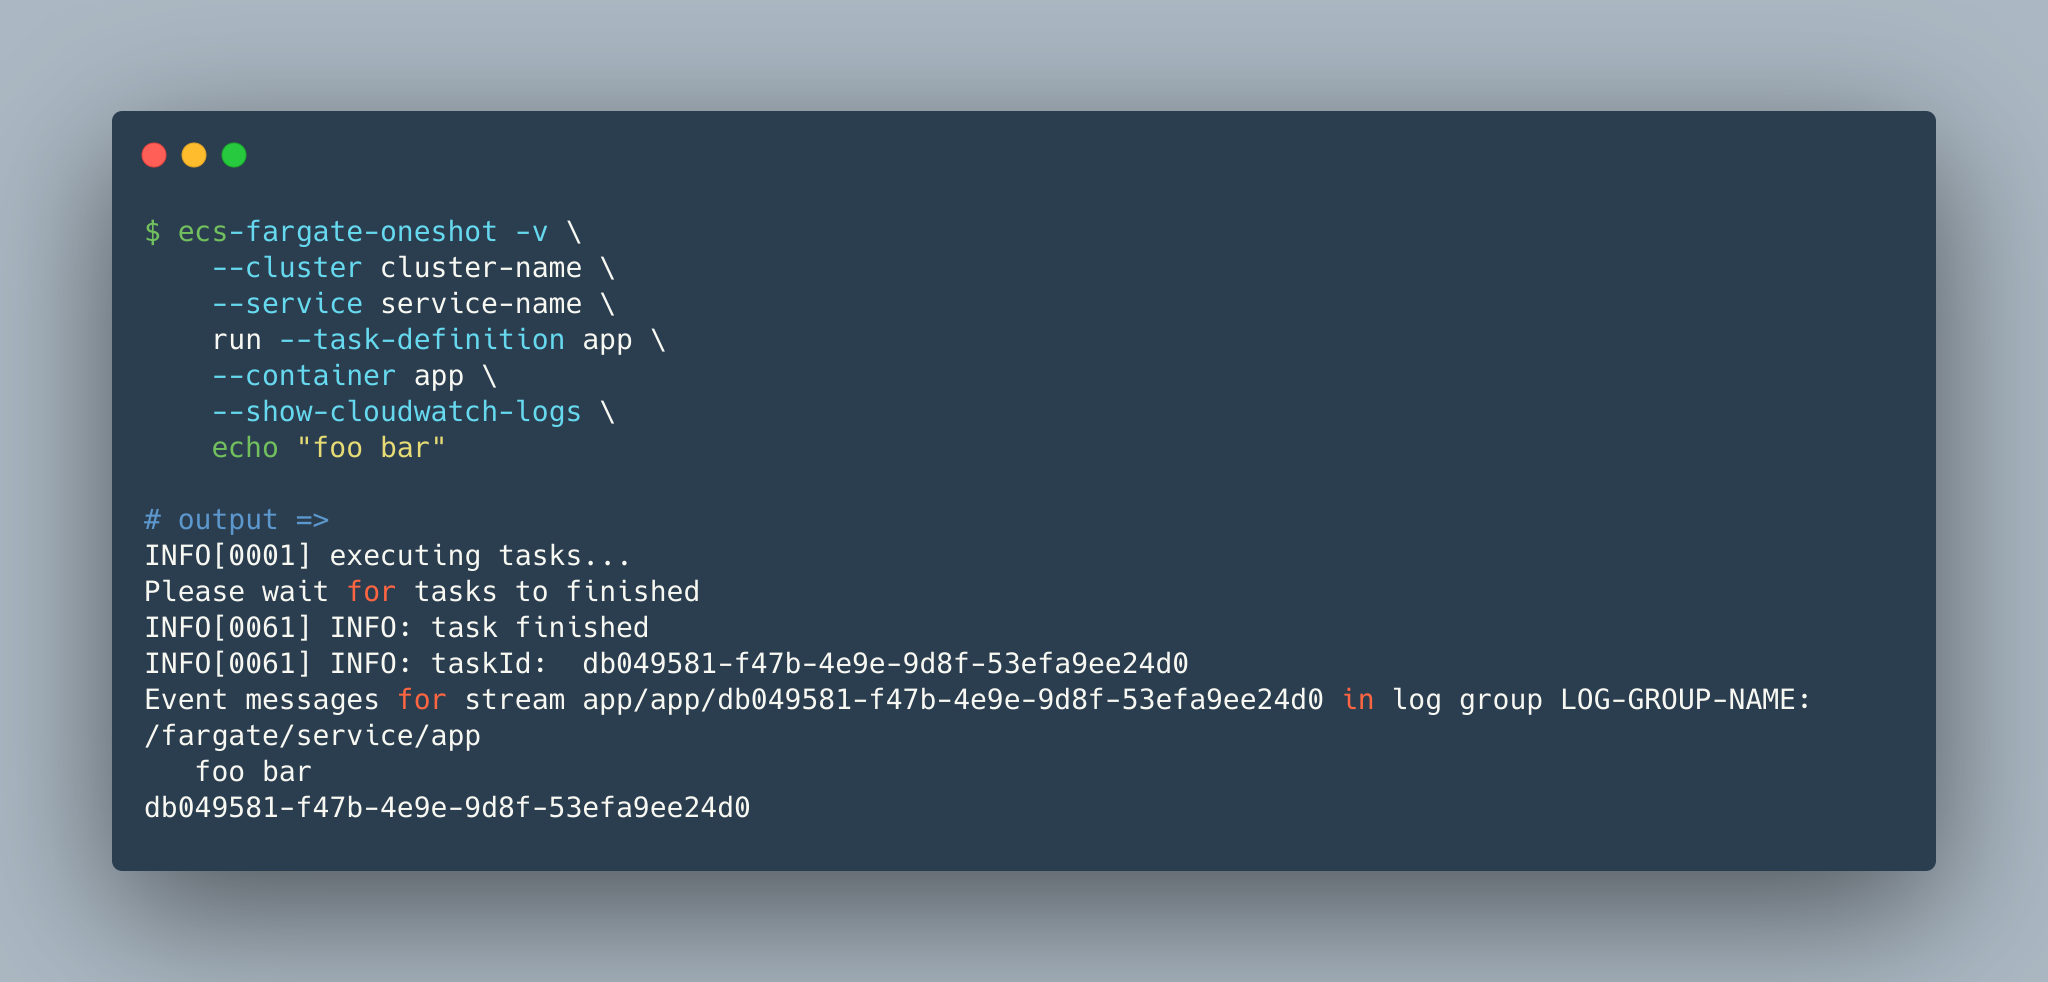 $ ecs-fargate-oneshot -v \
    --cluster cluster-name \
    --service service-name \
    run --task-definition app \
    --container app \
    --show-cloudwatch-logs \
    echo "foo bar"

# output =>
INFO[0001] executing tasks...
Please wait for tasks to finished
INFO[0061] INFO: task finished
INFO[0061] INFO: taskId:  db049581-f47b-4e9e-9d8f-53efa9ee24d0
Event messages for stream app/app/db049581-f47b-4e9e-9d8f-53efa9ee24d0 in log group LOG-GROUP-NAME:
/fargate/service/app
   foo bar
db049581-f47b-4e9e-9d8f-53efa9ee24d0